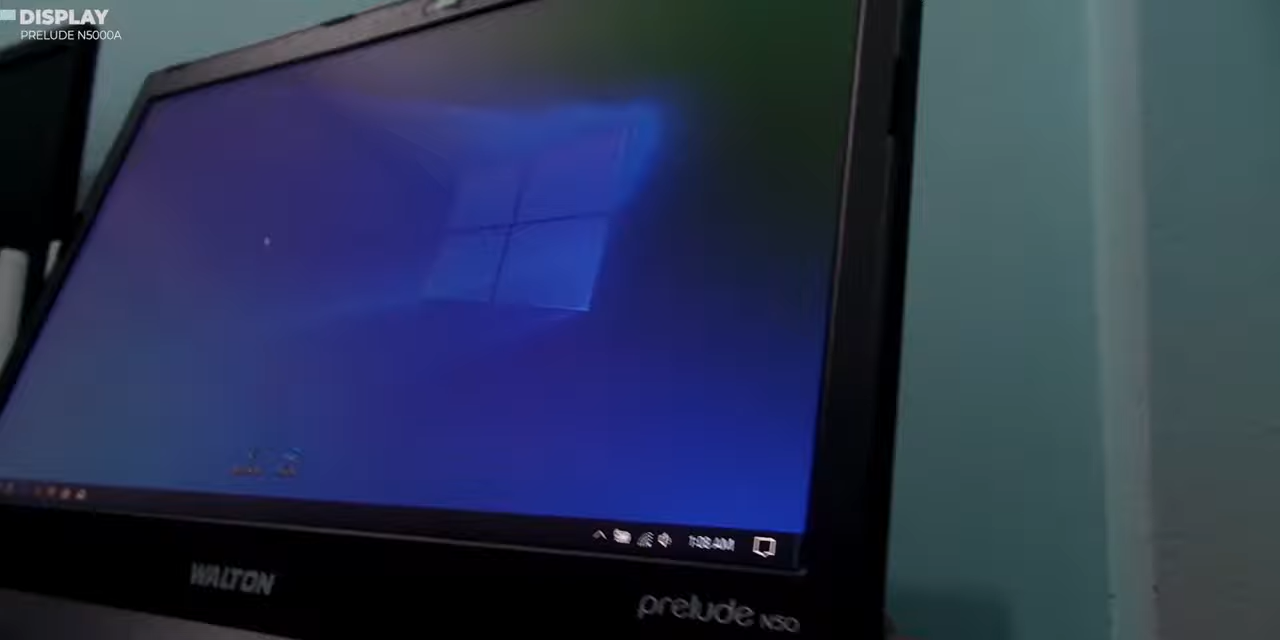 DISPLAY
PRELUDE N5000A
1:08 AM
WALTON
prelude N50